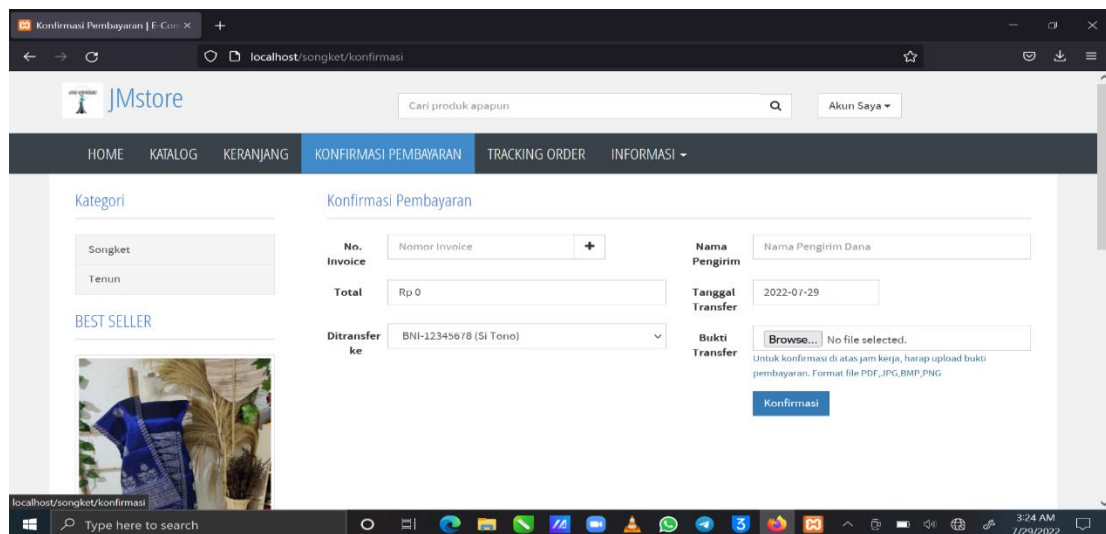 Konfirmasi Pembayaran | E-Com
localhost/songket/konfirmasi
JMstore
Cari produk apapun
Akun Saya
HOME KATALOG KERANJANG KONFIRMASI PEMBAYARAN TRACKING ORDER INFORMASI
Kategori
Songket
Tenun
BEST SELLER
Konfirmasi Pembayaran
No.
Invoice
Nomor Invoice
Total
Rp 0
Ditransfer
ke
BNI-12345678 (Si Tono)
Nama
Pengirim
Nama Pengirim Dana
Tanggal
Transfer
2022-07-29
Bukti
Transfer
Browse... No file selected.
Untuk konfirmasi di atas jam kerja, harap upload bukti
pembayaran. Format file PDF,JPG,BMP,PNG
Konfirmasi
localhost/songket/konfirmasi
Type here to search
3:24 AM
7/29/2022